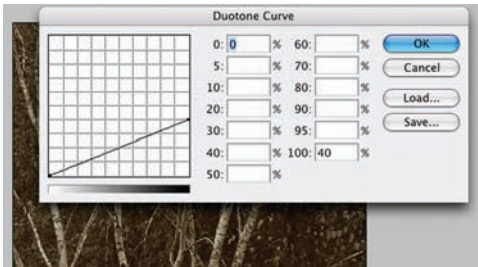 Duotone Curve
0: 0 % 60: % OK
5: % 70: % Cancel
10: % 80: %
20: % 90: % Load...
30: % 95: % Save...
40: % 100: 40 %
50: %